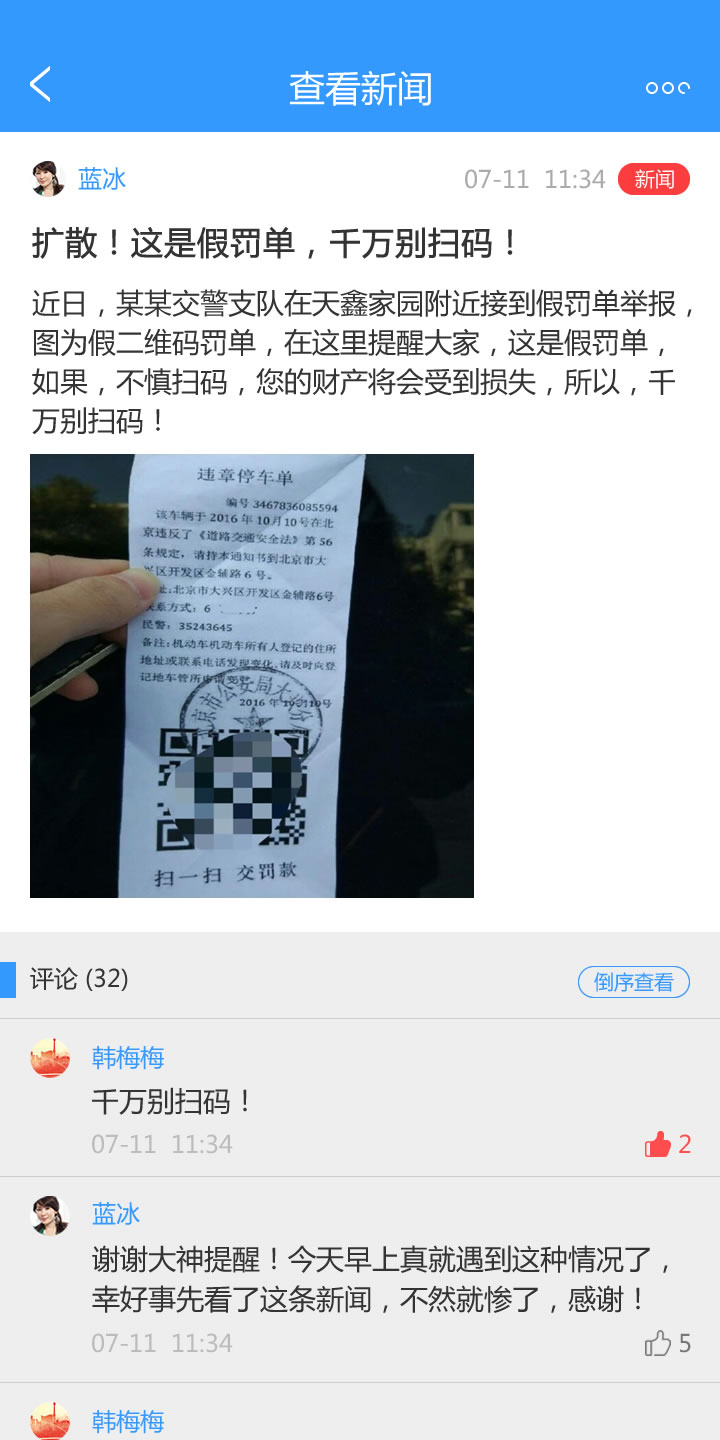 查看新闻
蓝冰
07-11 11:34 新闻
扩散！这是假罚单，千万别扫码！
近日，某某交警支队在天鑫家园附近接到假罚单举报，
图为假二维码罚单，在这里提醒大家，这是假罚单，
如果，不慎扫码，您的财产将会受到损失，所以，千
万别扫码！
违章停车单
编号 3467836085594
该车辆于 2016 年 10月10号在北
京违反了《道路交通安全法》第 56
条规定，请持本通知书到北京市大
兴区开发区金辅路 6 号。
址:北京市大兴区开发区金辅路6号
联系方式：6
民警：35243645
备注:机动车机动车所有人登记的住所
地址或联系电话发现变化,请及时向登
记地车管所申请变更
北京市公安局大兴分局
2016 年 10月10号
扫一扫 交罚款
评论 (32)
倒序查看
韩梅梅
千万别扫码！
07-11 11:34
2
蓝冰
谢谢大神提醒！今天早上真就遇到这种情况了，
幸好事先看了这条新闻，不然就惨了，感谢！
07-11 11:34
5
韩梅梅